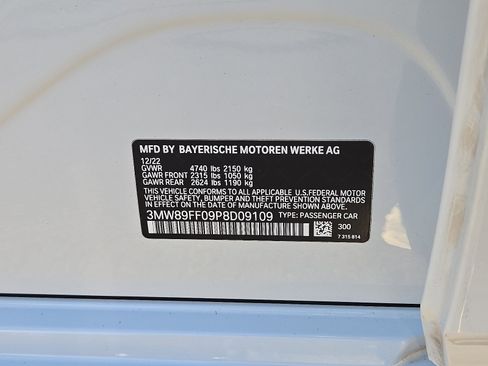 MFD BY BAYERISCHE MOTOREN WERKE AG
12/22
GVWR 4740 lbs 2150 kg
GAWR FRONT 2315 lbs 1050 kg
GAWR REAR 2624 lbs 1190 kg
THIS VEHICLE CONFORMS TO ALL APPLICABLE U.S.FEDERAL MOTOR
VEHICLE SAFETY, BUMPER AND THEFT PREVENTION STANDARDS
IN EFFECT ON THE DATE OF MANUFACTURE SHOWN ABOVE.
3MW89FF09P8D09109 TYPE: PASSENGER CAR
300
7 315 814